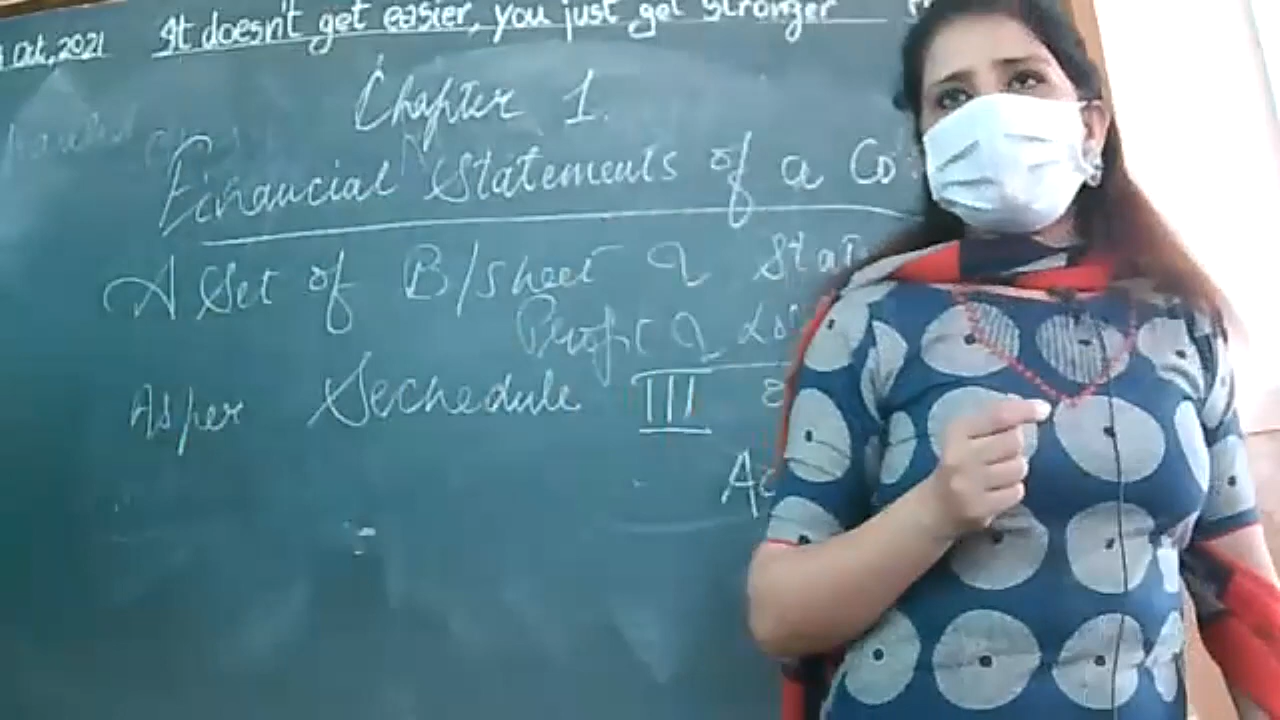 Oct, 2021 It doesn't get easier, you just get stronger
Chapter 1.
Financial Statements of a Co
A Set of B/Sheet & Stat
Profit & Los
As per Sechedule III
Ac